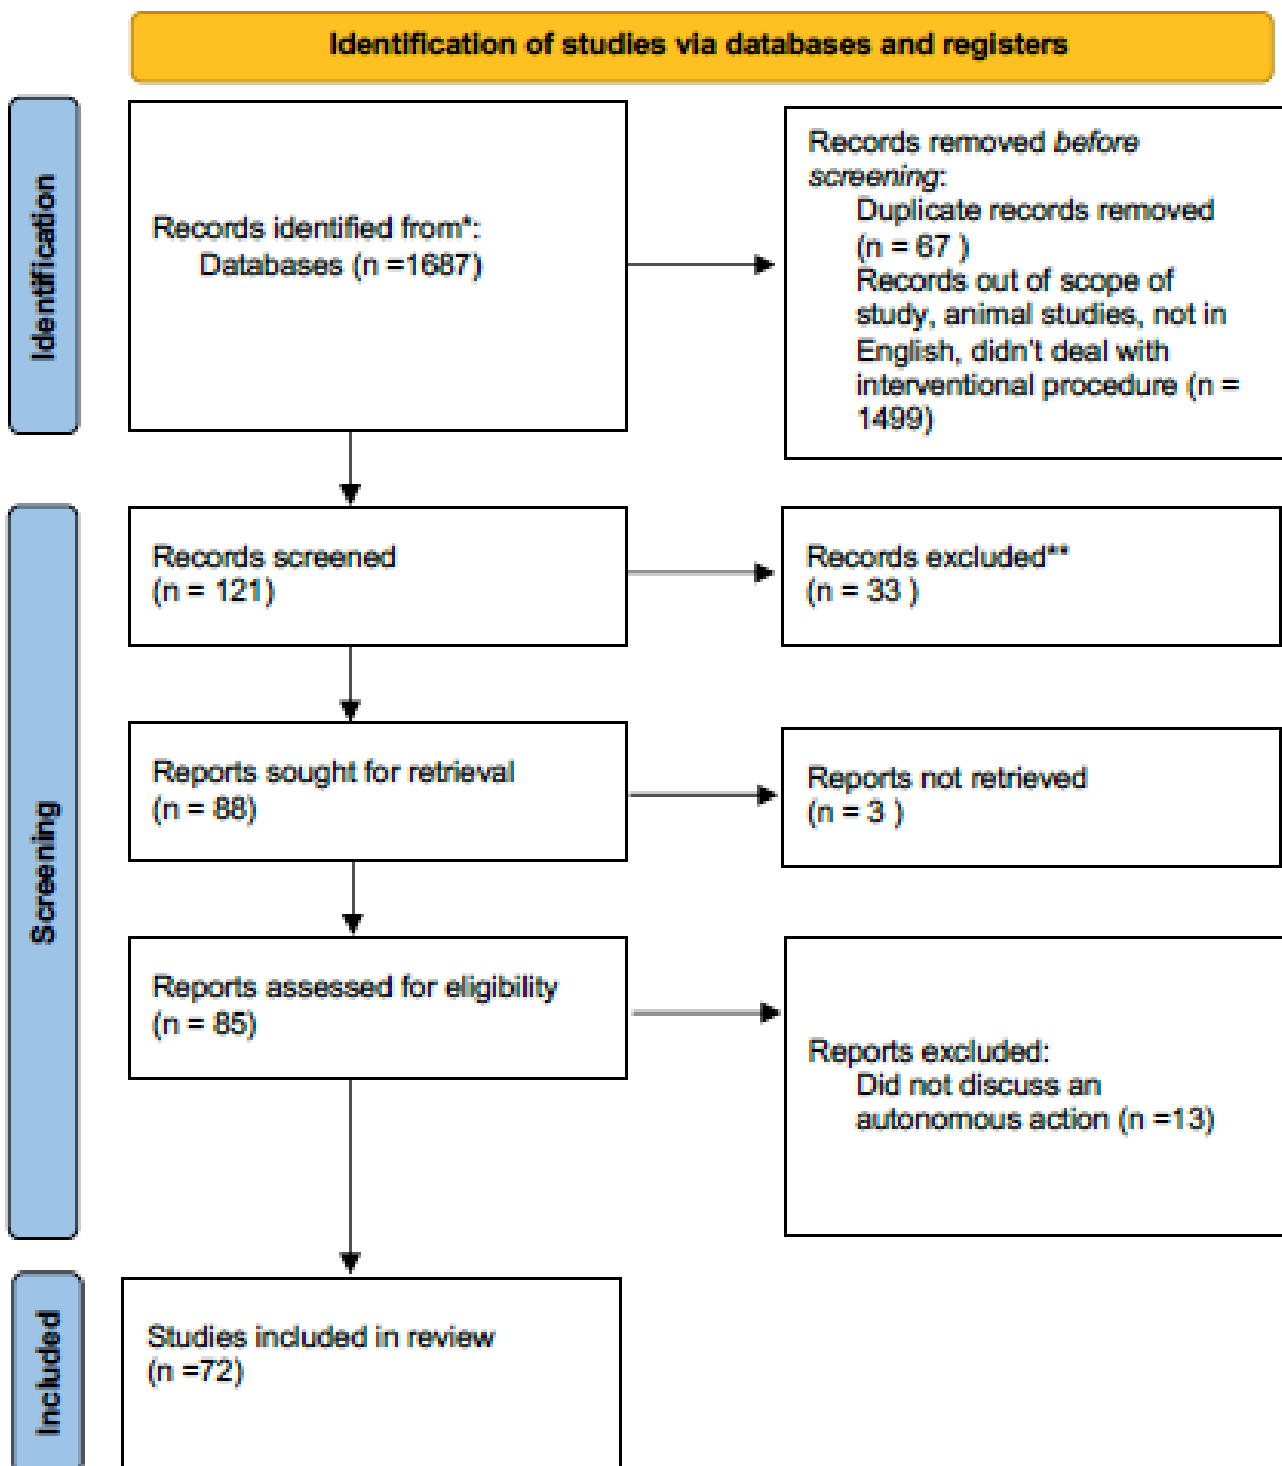 Identification of studies via databases and registers
Identification
Records identified from*:
Databases (n =1687)
Records removed before
screening:
Duplicate records removed
(n = 67 )
Records out of scope of
study, animal studies, not in
English, didn't deal with
interventional procedure (n =
1499)
Screening
Records screened
(n = 121)
Records excluded**
(n = 33 )
Reports sought for retrieval
(n = 88)
Reports not retrieved
(n = 3 )
Reports assessed for eligibility
(n = 85)
Reports excluded:
Did not discuss an
autonomous action (n =13)
Included
Studies included in review
(n =72)